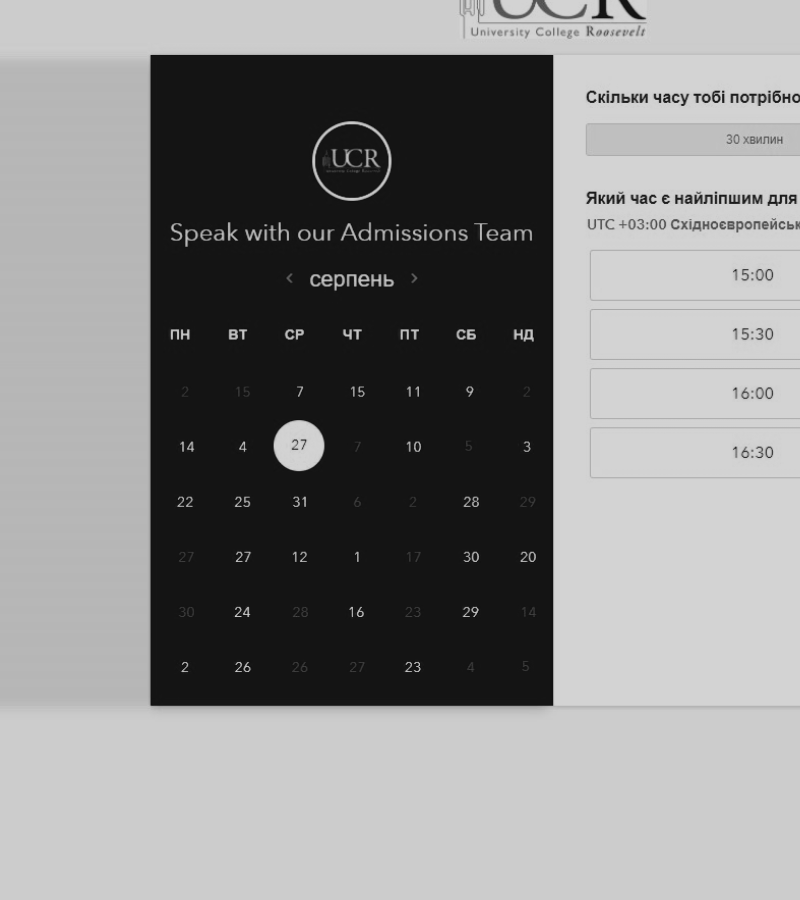 UCR
University College Roosevelt
UCR
Speak with our Admissions Team
< серпень >
ПН ВТ СР ЧТ ПТ СБ НД
2 15 7 15 11 9 2
14 4 27 7 10 5 3
22 25 31 6 2 28 29
27 27 12 1 17 30 20
30 24 28 16 23 29 14
2 26 26 27 23 4 5
Скільки часу тобі потрібно
30 хвилин
Який час є найліпшим для
UTC +03:00 Східноєвропейськ
15:00
15:30
16:00
16:30